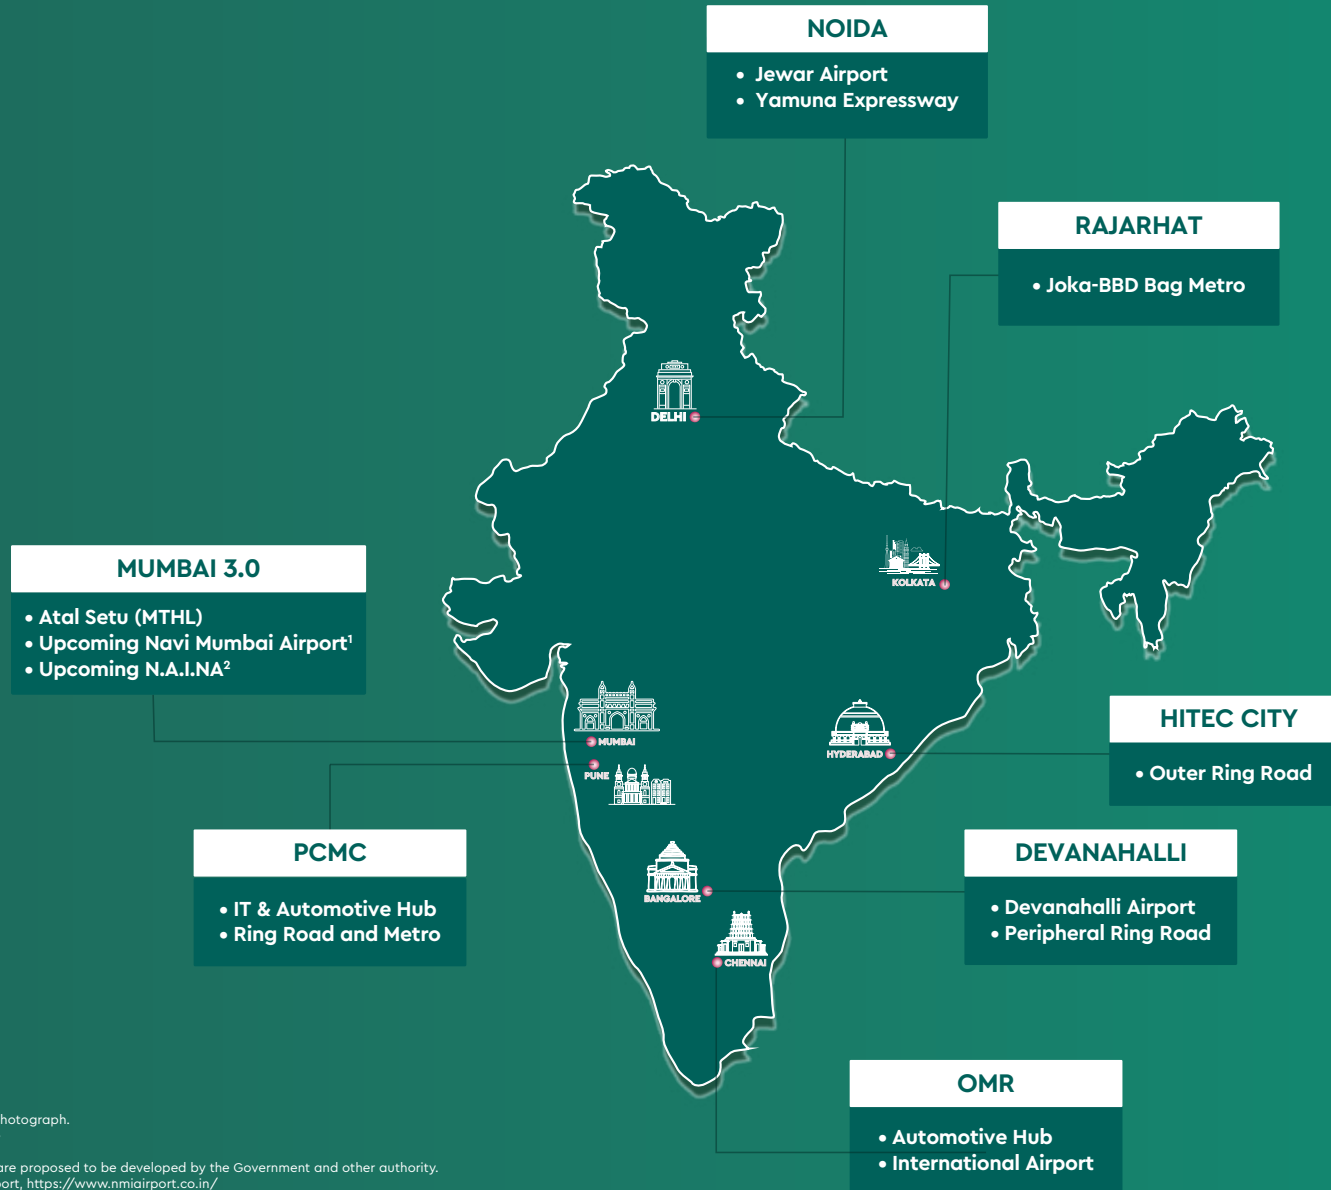 NOIDA
• Jewar Airport
• Yamuna Expressway
RAJARHAT
• Joka-BBD Bag Metro
DELHI
KOLKATA
MUMBAI 3.0
• Atal Setu (MTHL)
• Upcoming Navi Mumbai Airport¹
• Upcoming N.A.I.NA²
MUMBAI
PUNE
HYDERABAD
HITEC CITY
• Outer Ring Road
PCMC
• IT & Automotive Hub
• Ring Road and Metro
BANGALORE
DEVANAHALLI
• Devanahalli Airport
• Peripheral Ring Road
CHENNAI
OMR
• Automotive Hub
• International Airport
hotograph.
are proposed to be developed by the Government and other authority.
port, https://www.nmiairport.co.in/